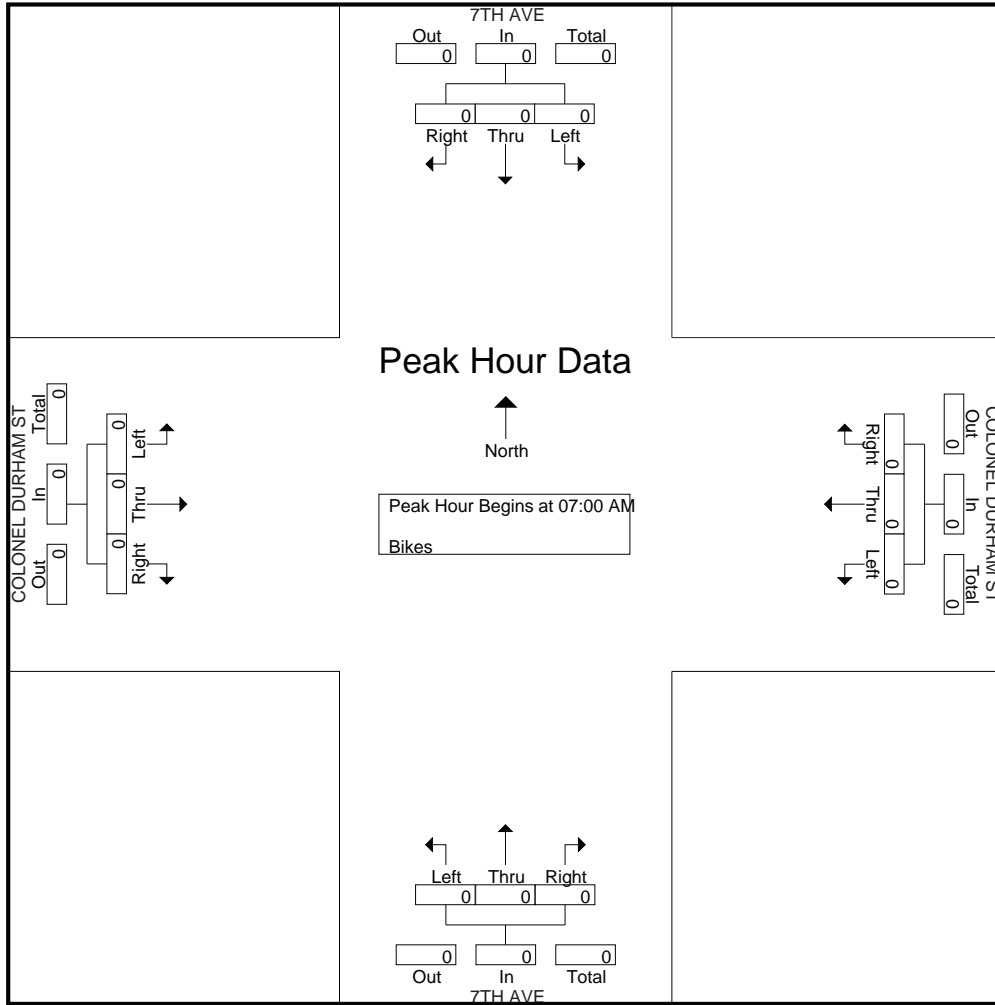 7TH AVE
Out In Total
0 0 0
0 0 0
Right Thru Left
Peak Hour Data
North
Peak Hour Begins at 07:00 AM
Bikes
COLONEL DURHAM ST
Total In Out
0 0 0
0 0 0
Left Thru Right
COLONEL DURHAM ST
Out In Total
0 0 0
0 0 0
Right Thru Left
Left Thru Right
0 0 0
0 0 0
Out In Total
7TH AVE